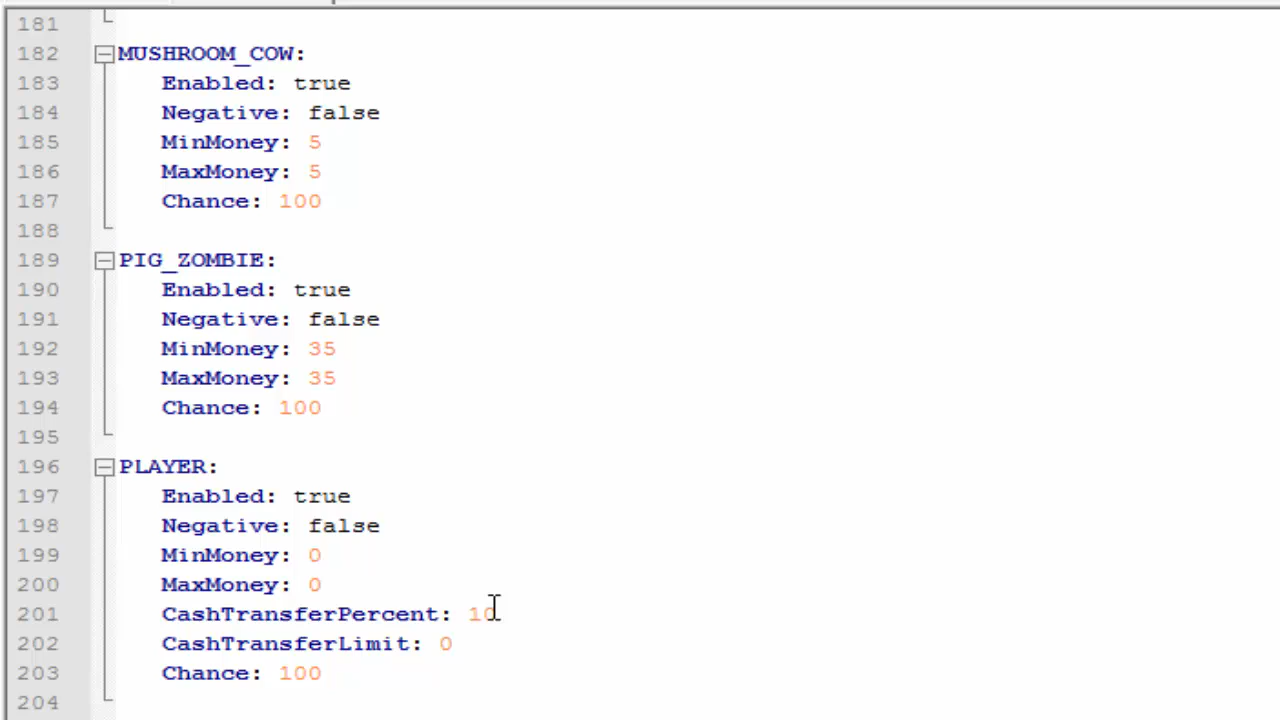 181
182 MUSHROOM_COW:
183 Enabled: true
184 Negative: false
185 MinMoney: 5
186 MaxMoney: 5
187 Chance: 100
188
189 PIG_ZOMBIE:
190 Enabled: true
191 Negative: false
192 MinMoney: 35
193 MaxMoney: 35
194 Chance: 100
195
196 PLAYER:
197 Enabled: true
198 Negative: false
199 MinMoney: 0
200 MaxMoney: 0
201 CashTransferPercent: 10
202 CashTransferLimit: 0
203 Chance: 100
204